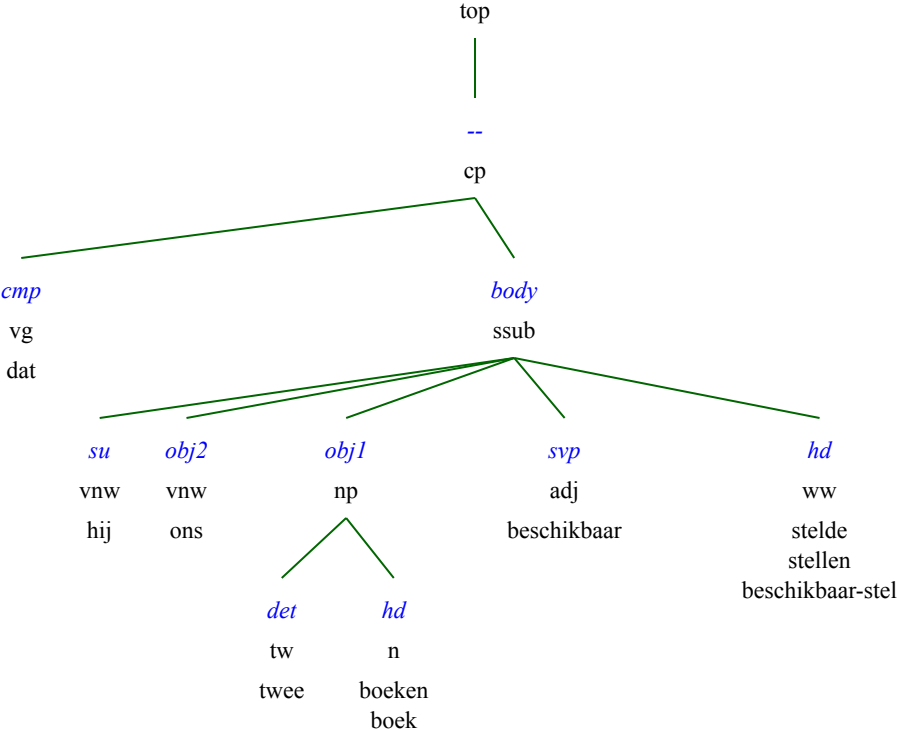 top
--
cp
cmp body
vg ssub
dat
su obj2 obj1 svp hd
vnw vnw np adj ww
hij ons beschikbaar stelde
stellen
beschikbaar-stel
det hd
tw n
twee boeken
boek